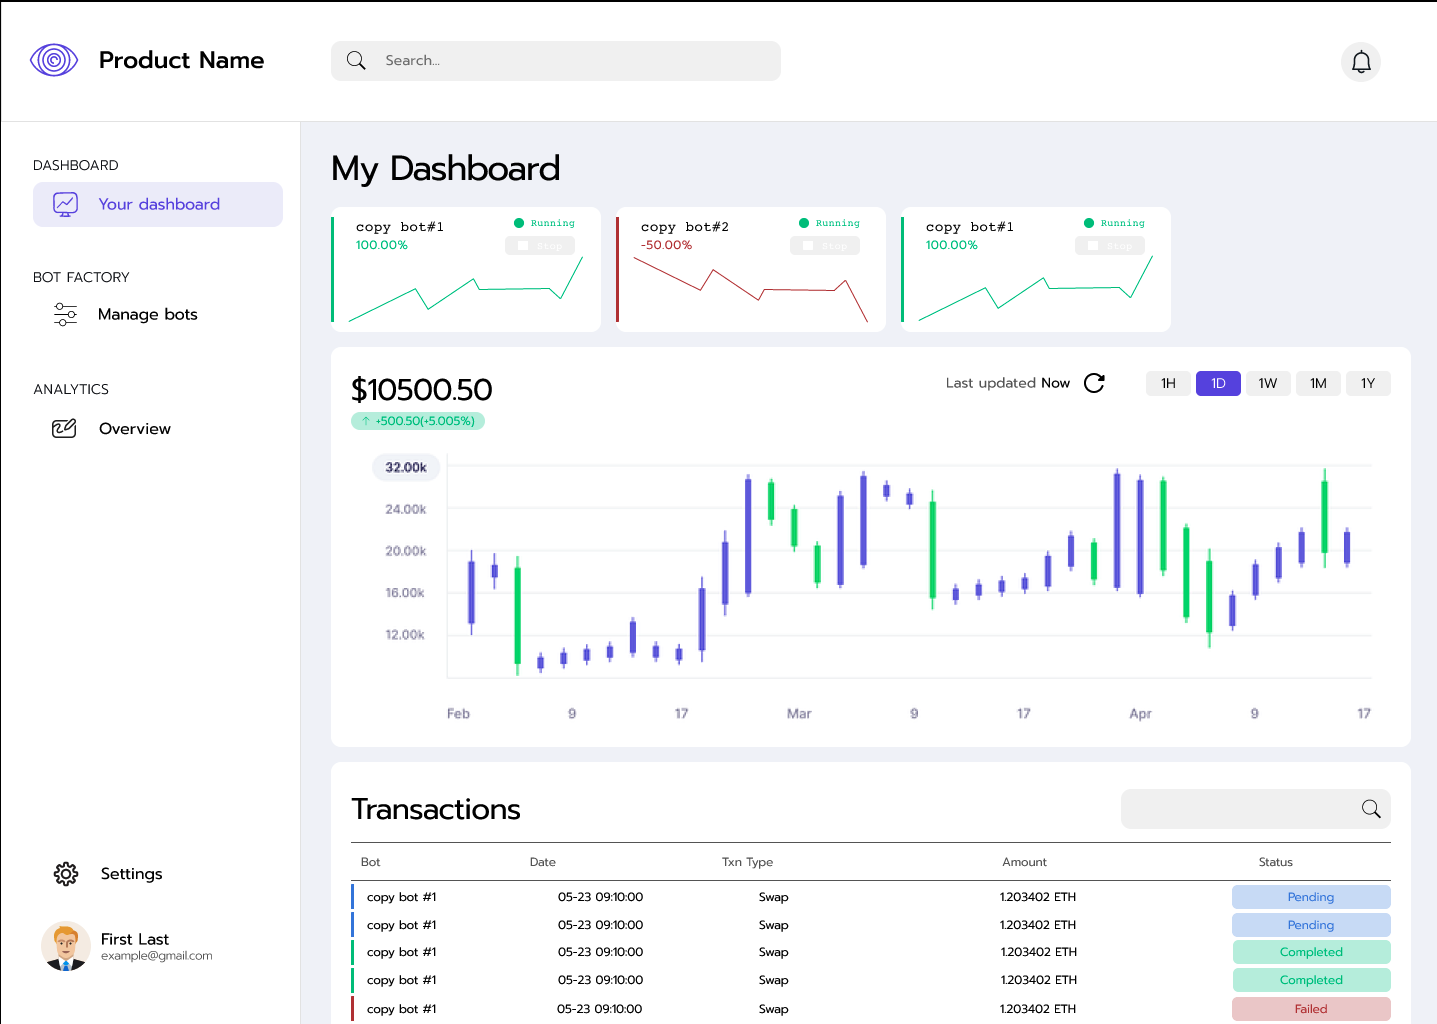 Product Name
Search...
DASHBOARD
Your dashboard
BOT FACTORY
Manage bots
ANALYTICS
Overview
Settings
First Last
example@gmail.com
My Dashboard
copy bot#1
Running
100.00%
Stop
copy bot#2
Running
-50.00%
Stop
copy bot#1
Running
100.00%
Stop
$10500.50
↑ +500.50(+5.005%)
Last updated Now
1H 1D 1W 1M 1Y
32.00k
24.00k
20.00k
16.00k
12.00k
Feb 9 17 Mar 9 17 Apr 9 17
Transactions
Bot Date Txn Type Amount Status
copy bot #1 05-23 09:10:00 Swap 1.203402 ETH Pending
copy bot #1 05-23 09:10:00 Swap 1.203402 ETH Pending
copy bot #1 05-23 09:10:00 Swap 1.203402 ETH Completed
copy bot #1 05-23 09:10:00 Swap 1.203402 ETH Completed
copy bot #1 05-23 09:10:00 Swap 1.203402 ETH Failed